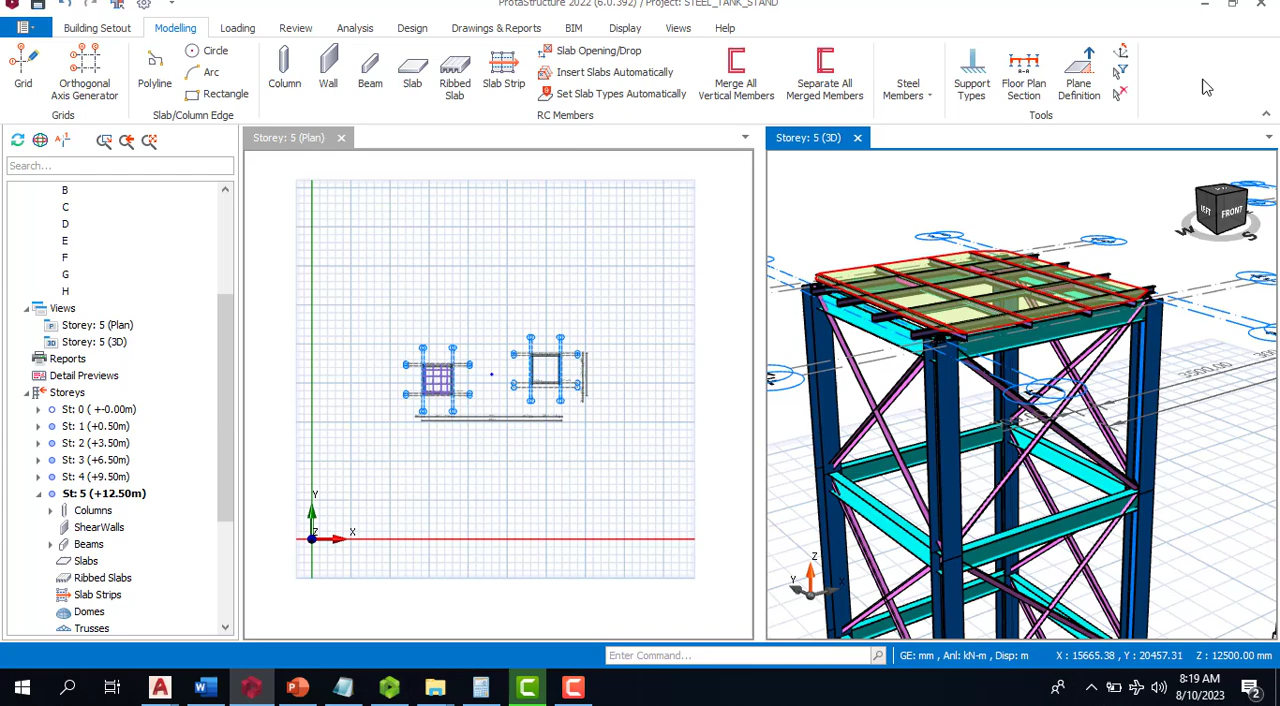 ProtaStructure 2022 (6.0.392) / Project: STEEL_TANK_STAND
Building Setout Modelling Loading Review Analysis Design Drawings & Reports BIM Display Views Help
Grid
Orthogonal Axis Generator
Grids
Polyline
Circle
Arc
Rectangle
Slab/Column Edge
Column
Wall
Beam
Slab
Ribbed Slab
Slab Strip
Slab Opening/Drop
Insert Slabs Automatically
Set Slab Types Automatically
RC Members
Merge All Vertical Members
Separate All Merged Members
Steel Members
Support Types
Floor Plan Section
Plane Definition
Tools
Search...
B
C
D
E
F
G
H
Views
Storey: 5 (Plan)
Storey: 5 (3D)
Reports
Detail Previews
Storeys
St: 0 ( +-0.00m)
St: 1 (+0.50m)
St: 2 (+3.50m)
St: 3 (+6.50m)
St: 4 (+9.50m)
St: 5 (+12.50m)
Columns
ShearWalls
Beams
Slabs
Ribbed Slabs
Slab Strips
Domes
Trusses
Storey: 5 (Plan)
Y
Z
X
Storey: 5 (3D)
LEFT
FRONT
W
S
3500.00
Z
Y
X
Enter Command...
GE: mm , Anl: kN-m , Disp: m
X : 15665.38 , Y : 20457.31
Z : 12500.00 mm
8:19 AM
8/10/2023
2